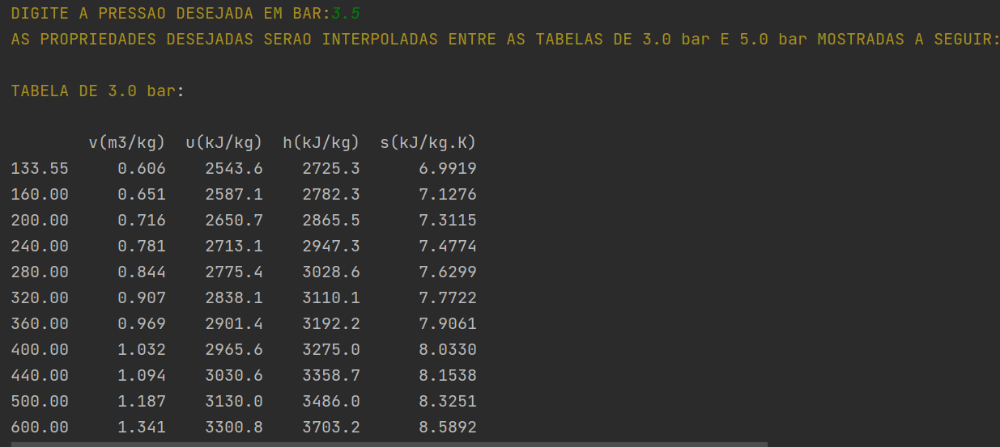 DIGITE A PRESSAO DESEJADA EM BAR:3.5
AS PROPRIEDADES DESEJADAS SERAO INTERPOLADAS ENTRE AS TABELAS DE 3.0 bar E 5.0 bar MOSTRADAS A SEGUIR:
TABELA DE 3.0 bar:
v(m3/kg) u(kJ/kg) h(kJ/kg) s(kJ/kg.K)
133.55 0.606 2543.6 2725.3 6.9919
160.00 0.651 2587.1 2782.3 7.1276
200.00 0.716 2650.7 2865.5 7.3115
240.00 0.781 2713.1 2947.3 7.4774
280.00 0.844 2775.4 3028.6 7.6299
320.00 0.907 2838.1 3110.1 7.7722
360.00 0.969 2901.4 3192.2 7.9061
400.00 1.032 2965.6 3275.0 8.0330
440.00 1.094 3030.6 3358.7 8.1538
500.00 1.187 3130.0 3486.0 8.3251
600.00 1.341 3300.8 3703.2 8.5892